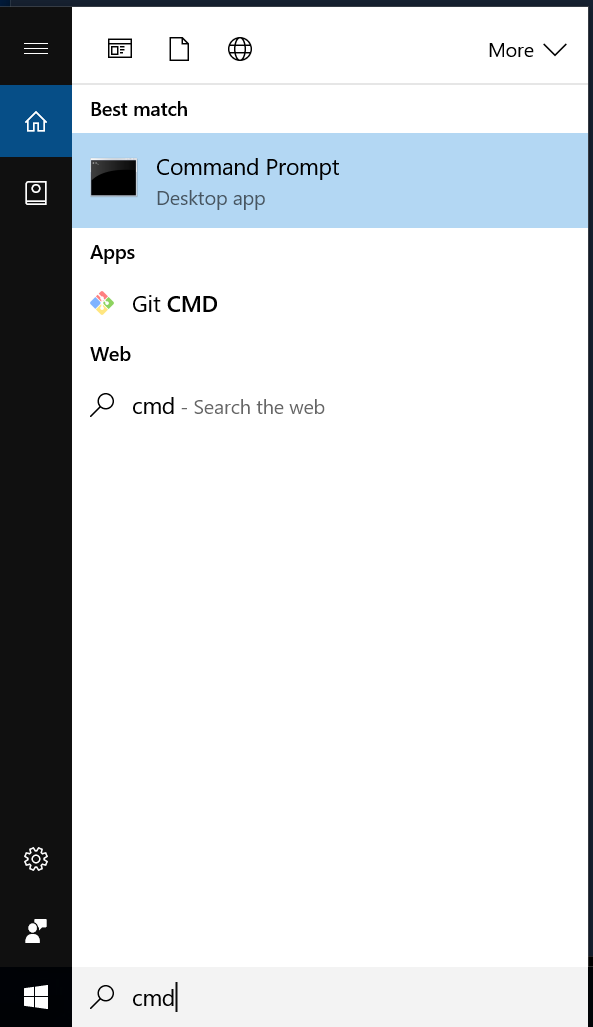 More
Best match
Command Prompt
Desktop app
Apps
Git CMD
Web
cmd - Search the web
cmd